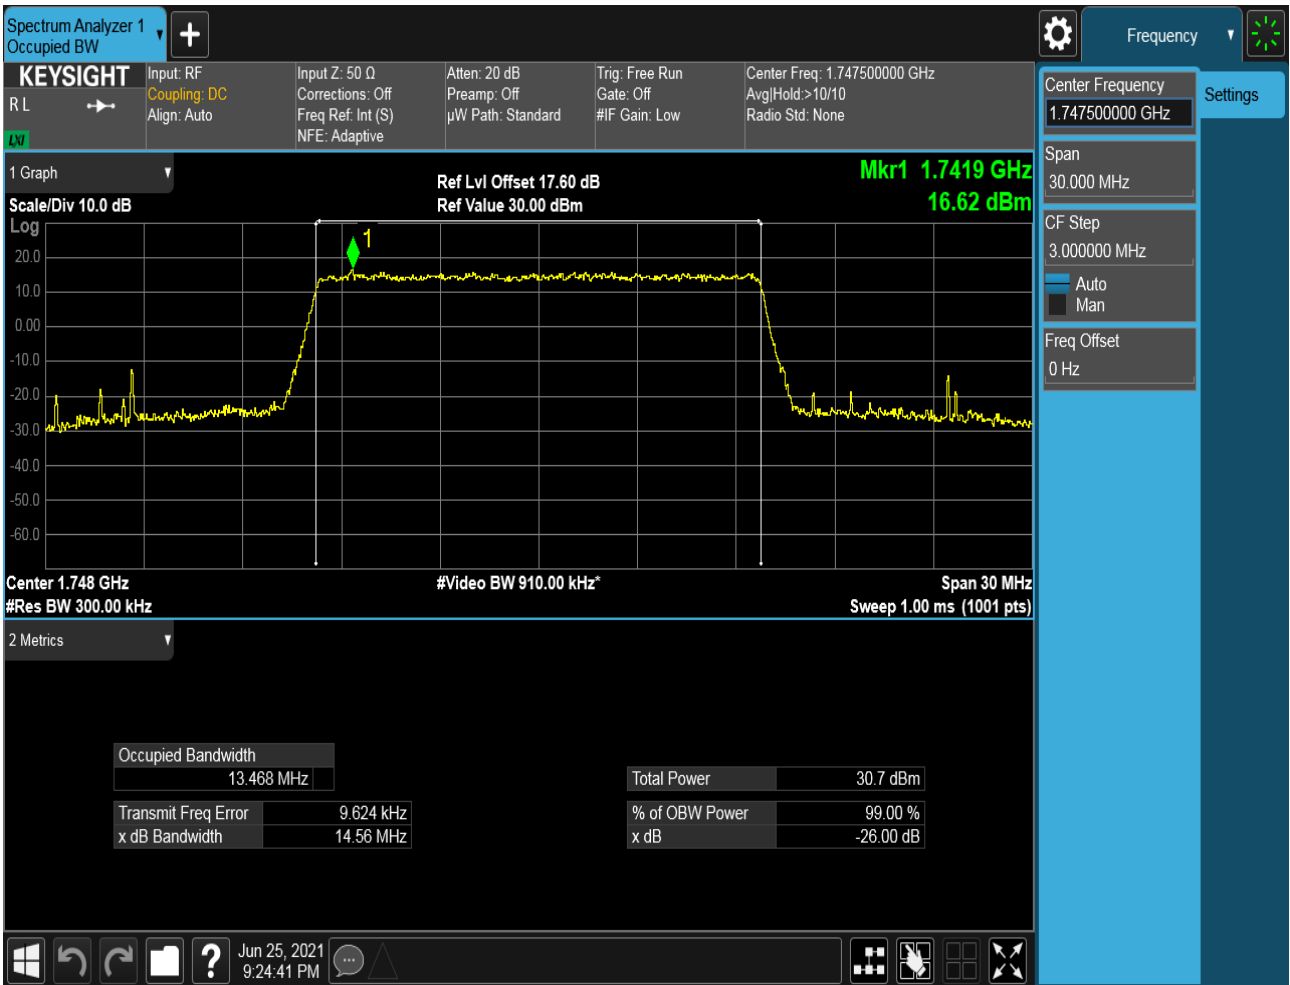 Spectrum Analyzer 1
Occupied BW
Frequency
KEYSIGHT
R L
LXI
Input: RF
Coupling: DC
Align: Auto
Input Z: 50 Ω
Corrections: Off
Freq Ref: Int (S)
NFE: Adaptive
Atten: 20 dB
Preamp: Off
µW Path: Standard
Trig: Free Run
Gate: Off
#IF Gain: Low
Center Freq: 1.747500000 GHz
Avg|Hold:>10/10
Radio Std: None
Center Frequency
1.747500000 GHz
Settings
Span
30.000 MHz
CF Step
3.000000 MHz
Auto
Man
Freq Offset
0 Hz
1 Graph
Scale/Div 10.0 dB
Ref Lvl Offset 17.60 dB
Ref Value 30.00 dBm
Mkr1 1.7419 GHz
16.62 dBm
Log
1
20.0
10.0
0.00
-10.0
-20.0
-30.0
-40.0
-50.0
-60.0
Center 1.748 GHz
#Video BW 910.00 kHz*
Span 30 MHz
#Res BW 300.00 kHz
Sweep 1.00 ms (1001 pts)
2 Metrics
Occupied Bandwidth
13.468 MHz
Total Power 30.7 dBm
Transmit Freq Error 9.624 kHz
% of OBW Power 99.00 %
x dB Bandwidth 14.56 MHz
x dB -26.00 dB
?
Jun 25, 2021
9:24:41 PM